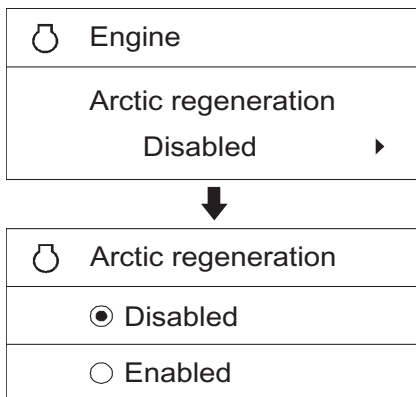 Engine
Arctic regeneration
Disabled
Arctic regeneration
Disabled
Enabled